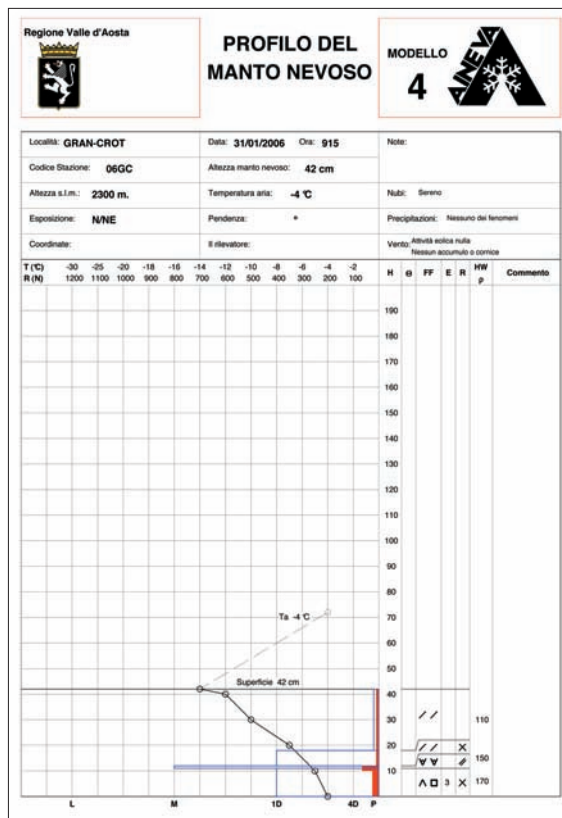 Regione Valle d'Aosta
PROFILO DEL
MANTO NEVOSO
MODELLO
4
AINEVA
Località: GRAN-CROT
Data: 31/01/2006 Ora: 915
Note:
Codice Stazione: 06GC
Altezza manto nevoso: 42 cm
Altezza s.l.m.: 2300 m.
Temperatura aria: -4 °C
Nubi: Sereno
Esposizione: N/NE
Pendenza: °
Precipitazioni: Nessuno dei fenomeni
Coordinate:
Il rilevatore:
Vento: Attività eolica nulla
Nessun accumulo o cornice
T (°C) -30 -25 -20 -18 -16 -14 -12 -10 -8 -6 -4 -2
R (N) 1200 1100 1000 900 800 700 600 500 400 300 200 100
H Θ FF E R HW ρ Commento
190
180
170
160
150
140
130
120
110
100
90
80
70
Ta -4 °C
60
50
Superficie 42 cm
40
30
110
20
150
10
3
170
L M 1D 4D P